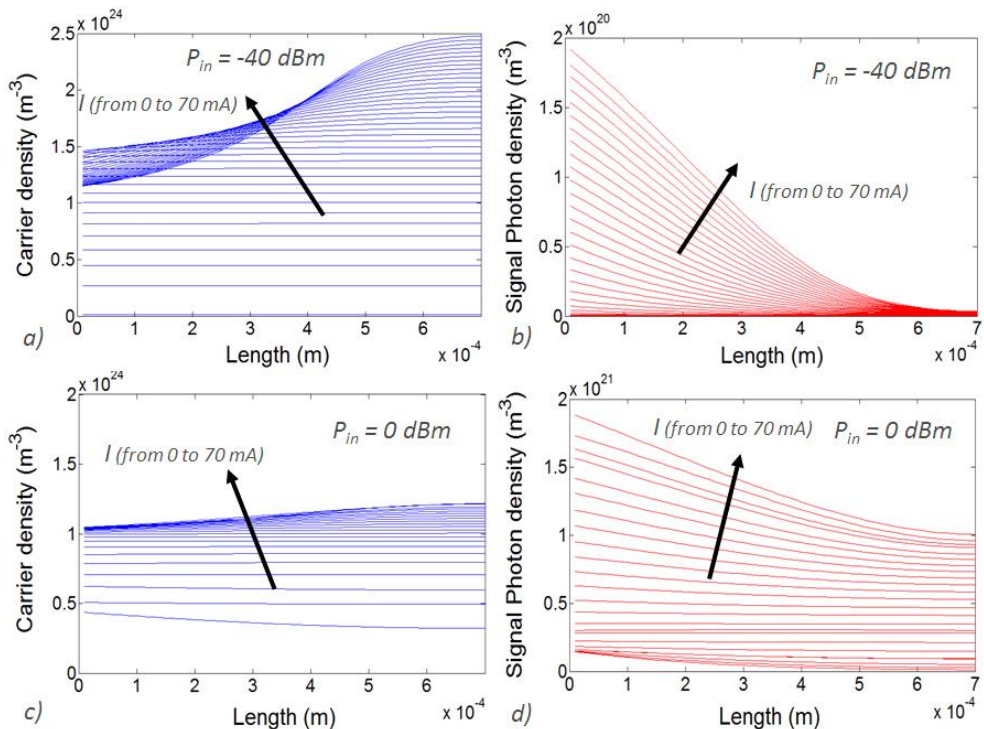 x 10^24
2.5
2
1.5
1
0.5
0
Carrier density (m^-3)
P_in = -40 dBm
I (from 0 to 70 mA)
0 1 2 3 4 5 6
x 10^-4
Length (m)
a)
x 10^20
2
1.5
1
0.5
0
Signal Photon density (m^-3)
P_in = -40 dBm
I (from 0 to 70 mA)
0 1 2 3 4 5 6 7
x 10^-4
Length (m)
b)
x 10^24
2
1.5
1
0.5
0
Carrier density (m^-3)
P_in = 0 dBm
I (from 0 to 70 mA)
0 1 2 3 4 5 6
x 10^-4
Length (m)
c)
x 10^21
2
1.5
1
0.5
0
Signal Photon density (m^-3)
I (from 0 to 70 mA)
P_in = 0 dBm
0 1 2 3 4 5 6 7
x 10^-4
Length (m)
d)